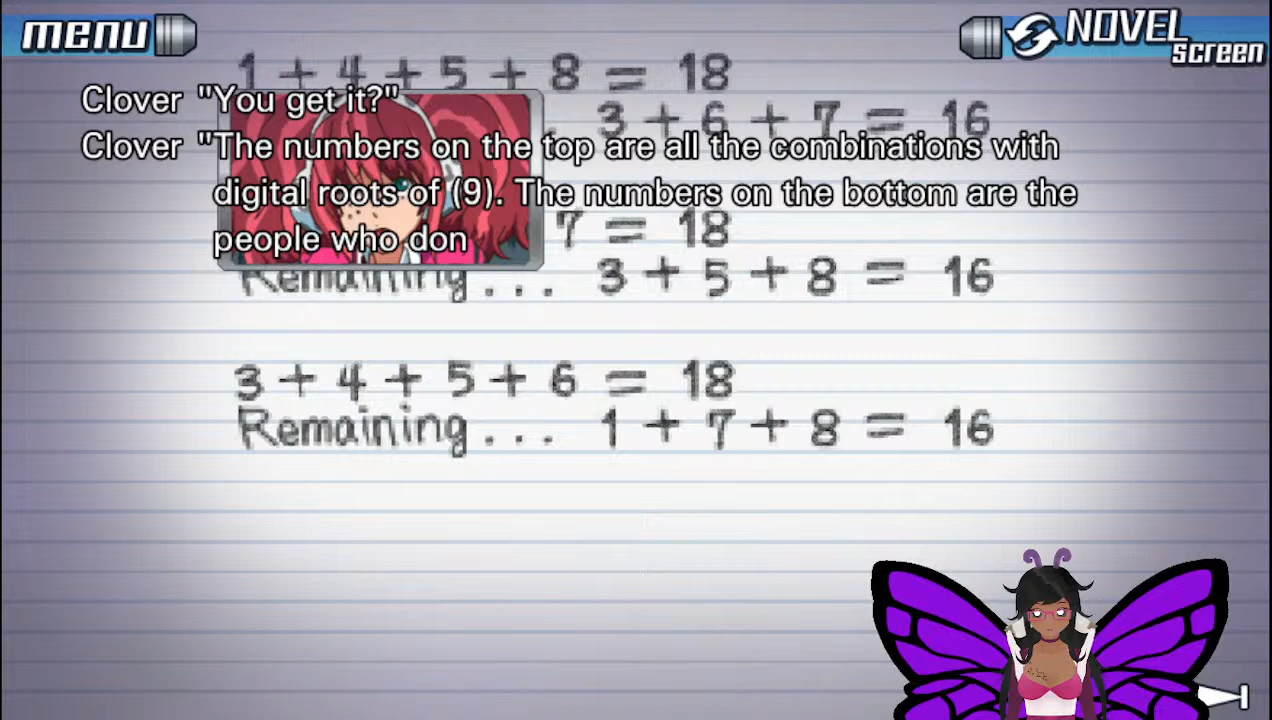 menu
NOVEL
screen
1 + 4 + 5 + 8 = 18
Clover "You get it?"
3 + 6 + 7 = 16
Clover "The numbers on the top are all the combinations with
digital roots of (9). The numbers on the bottom are the
7 = 18
people who don
Remaining... 3 + 5 + 8 = 16
3 + 4 + 5 + 6 = 18
Remaining... 1 + 7 + 8 = 16